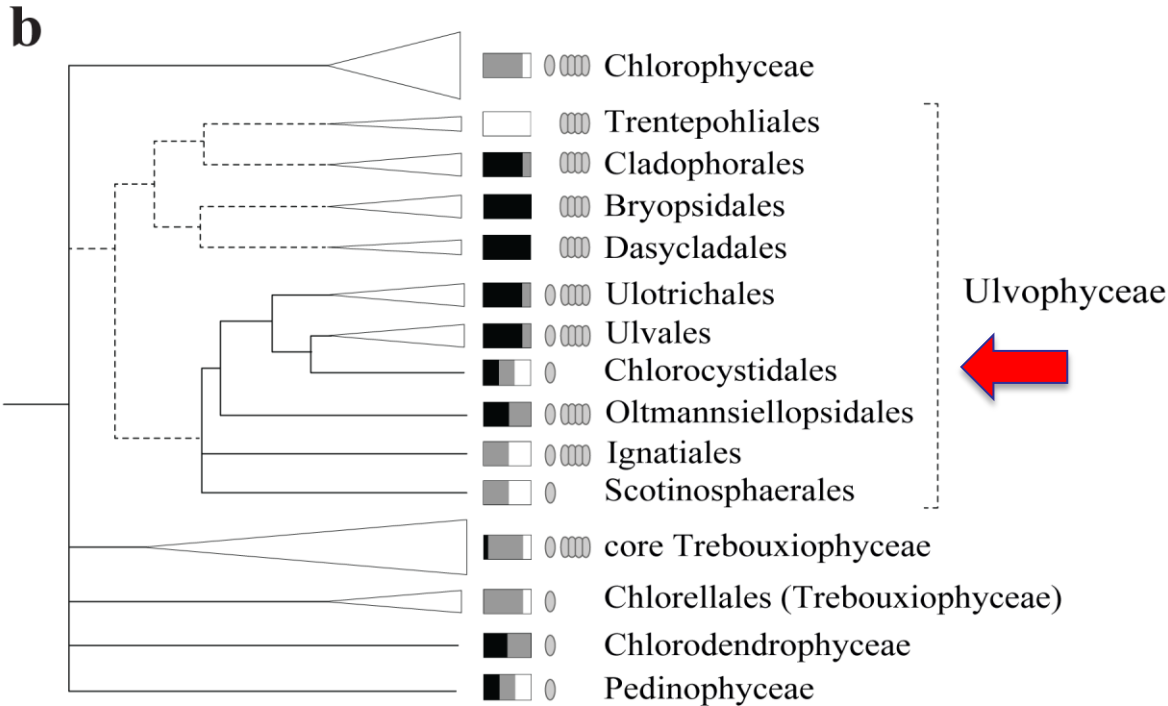 b
Chlorophyceae
Trentepohliales
Cladophorales
Bryopsidales
Dasycladales
Ulotrichales
Ulvophyceae
Ulvales
Chlorocystidales
Oltmannsiellopsidales
Ignatiales
Scotinosphaerales
core Trebouxiophyceae
Chlorellales (Trebouxiophyceae)
Chlorodendrophyceae
Pedinophyceae